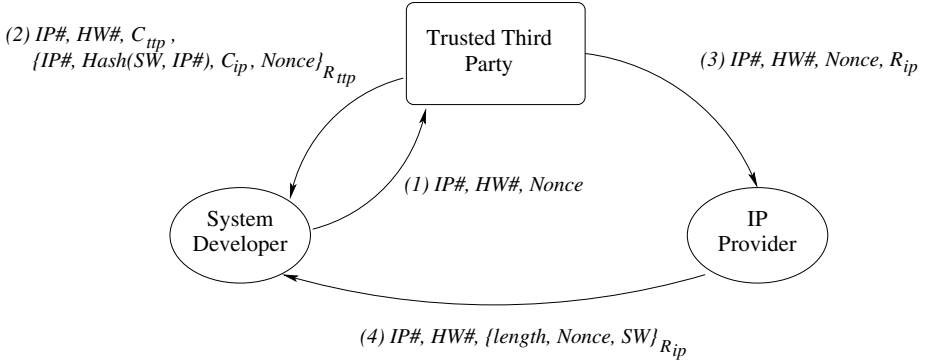 (2) IP#, HW#, C_ttp ,
{IP#, Hash(SW, IP#), C_ip , Nonce}_R_ttp
Trusted Third
Party
(3) IP#, HW#, Nonce, R_ip
(1) IP#, HW#, Nonce
System
Developer
IP
Provider
(4) IP#, HW#, {length, Nonce, SW}_R_ip